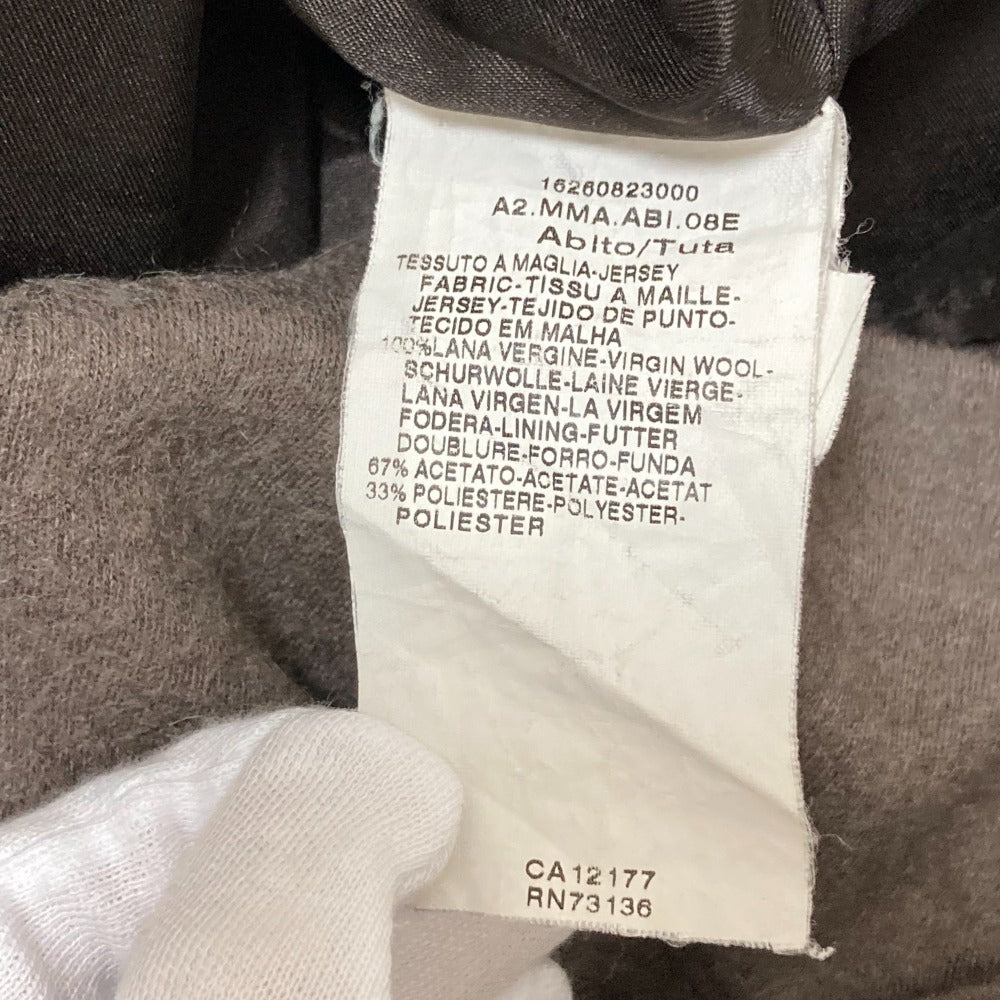 16260823000
A2.MMA.ABI.08E
Abito/Tuta
TESSUTO A MAGLIA-JERSEY
FABRIC-TISSU A MAILLE-
JERSEY-TEJIDO DE PUNTO-
TECIDO EM MALHA
100%LANA VERGINE-VIRGIN WOOL-
SCHURWOLLE-LAINE VIERGE-
LANA VIRGEN-LA VIRGEM
FODERA-LINING-FUTTER
DOUBLURE-FORRO-FUNDA
67% ACETATO-ACETATE-ACETAT
33% POLIESTERE-POLYESTER-
POLIESTER
CA12177
RN73136